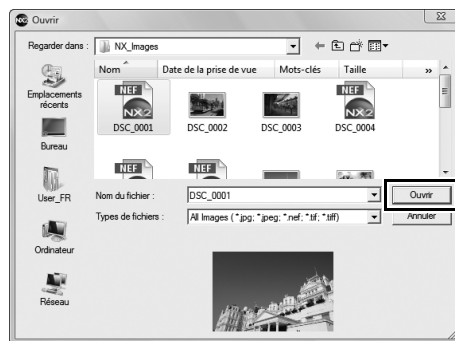 NX2 Ouvrir
Regarder dans : NX_Images
Nom Date de la prise de vue Mots-clés Taille »
Emplacements récents
NEF NX2
NEF NX2
DSC_0001 DSC_0002 DSC_0003 DSC_0004
Bureau
NEF NEF
User_FR
Nom du fichier : DSC_0001 Ouvrir
Types de fichiers : All Images (*.jpg; *.jpeg; *.nef; *.tif; *.tiff) Annuler
Ordinateur
Réseau